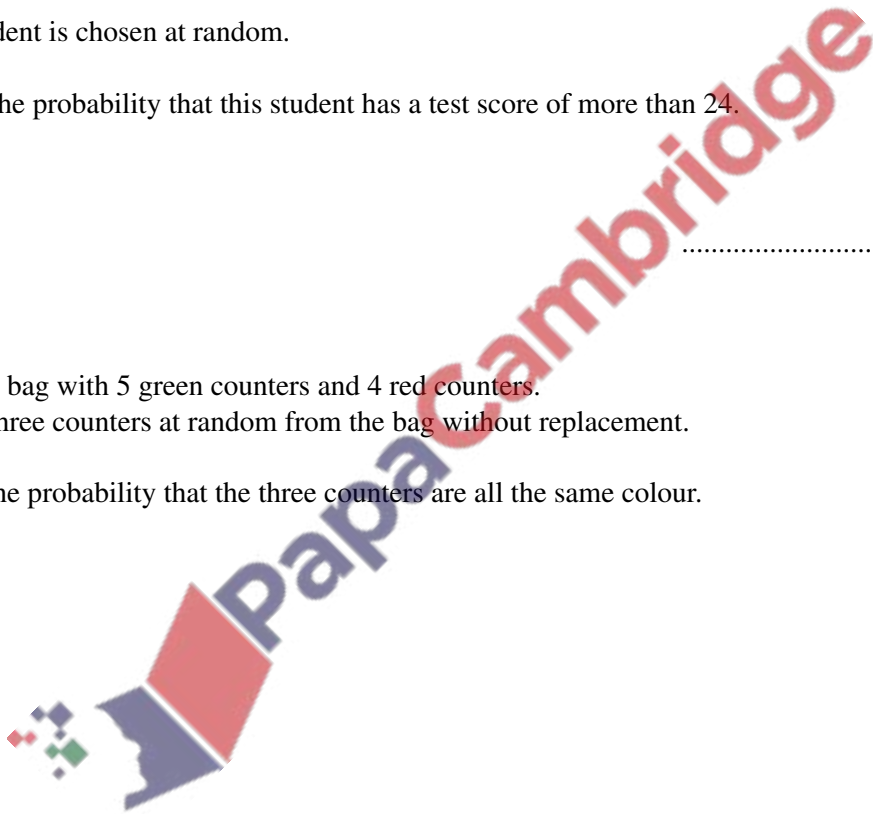 dent is chosen at random.
he probability that this student has a test score of more than 24.
..........................
bag with 5 green counters and 4 red counters.
hree counters at random from the bag without replacement.
he probability that the three counters are all the same colour.
PapaCambridge